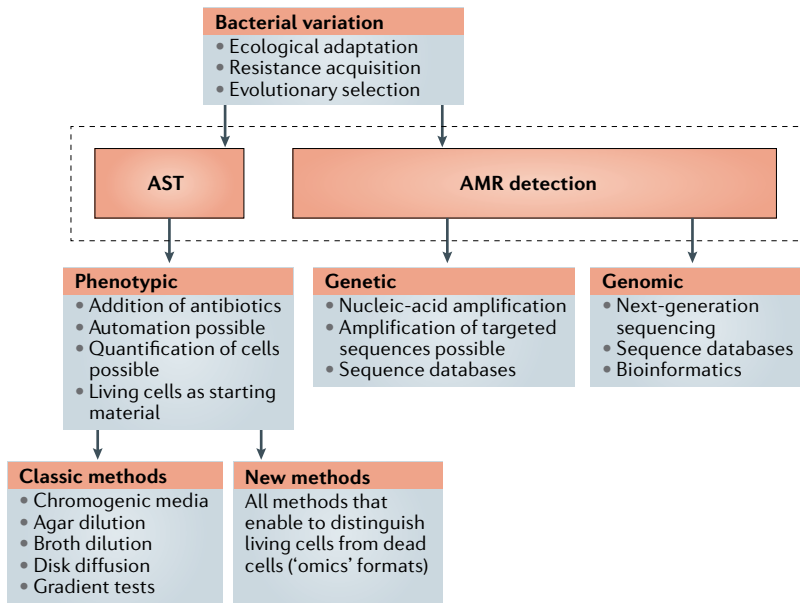 Bacterial variation
• Ecological adaptation
• Resistance acquisition
• Evolutionary selection
AST
AMR detection
Phenotypic
• Addition of antibiotics
• Automation possible
• Quantification of cells
possible
• Living cells as starting
material
Genetic
• Nucleic-acid amplification
• Amplification of targeted
sequences possible
• Sequence databases
Genomic
• Next-generation
sequencing
• Sequence databases
• Bioinformatics
Classic methods
• Chromogenic media
• Agar dilution
• Broth dilution
• Disk diffusion
• Gradient tests
New methods
All methods that
enable to distinguish
living cells from dead
cells (‘omics’ formats)